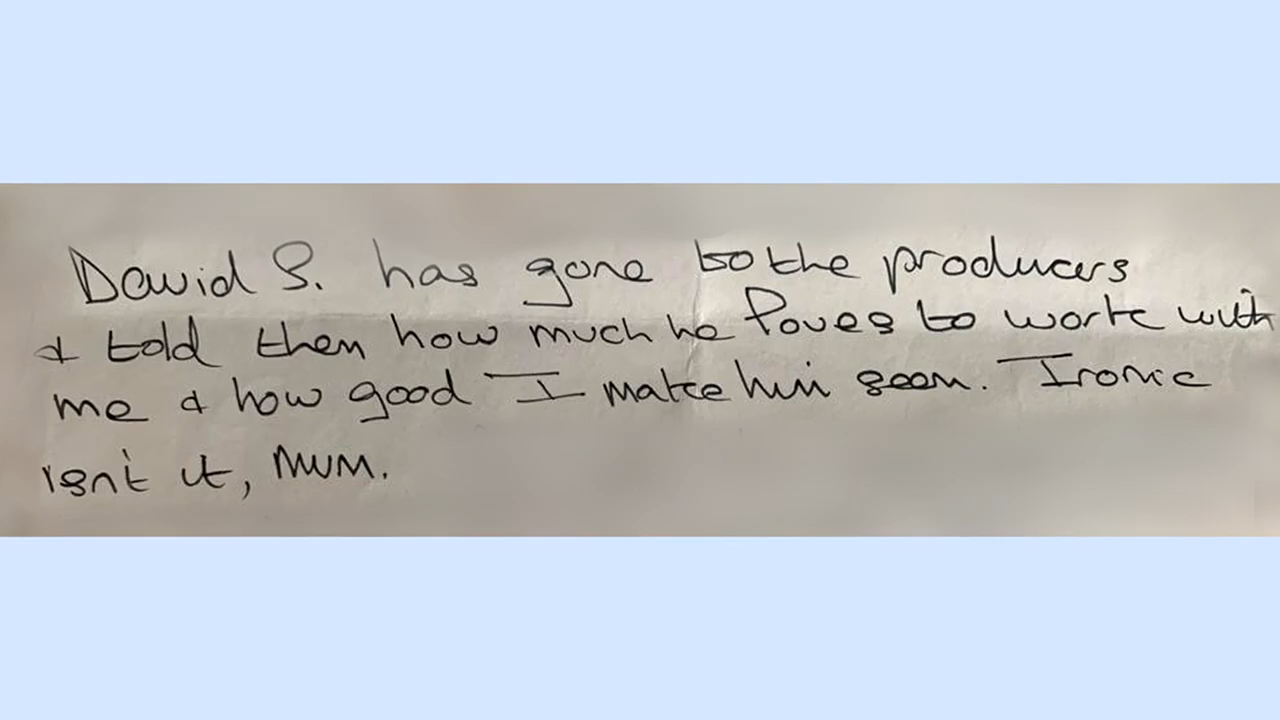 David S. has gone to the producers
& told them how much he loves to work with
me & how good I make him seem. Ironic
isn't it, MUM.